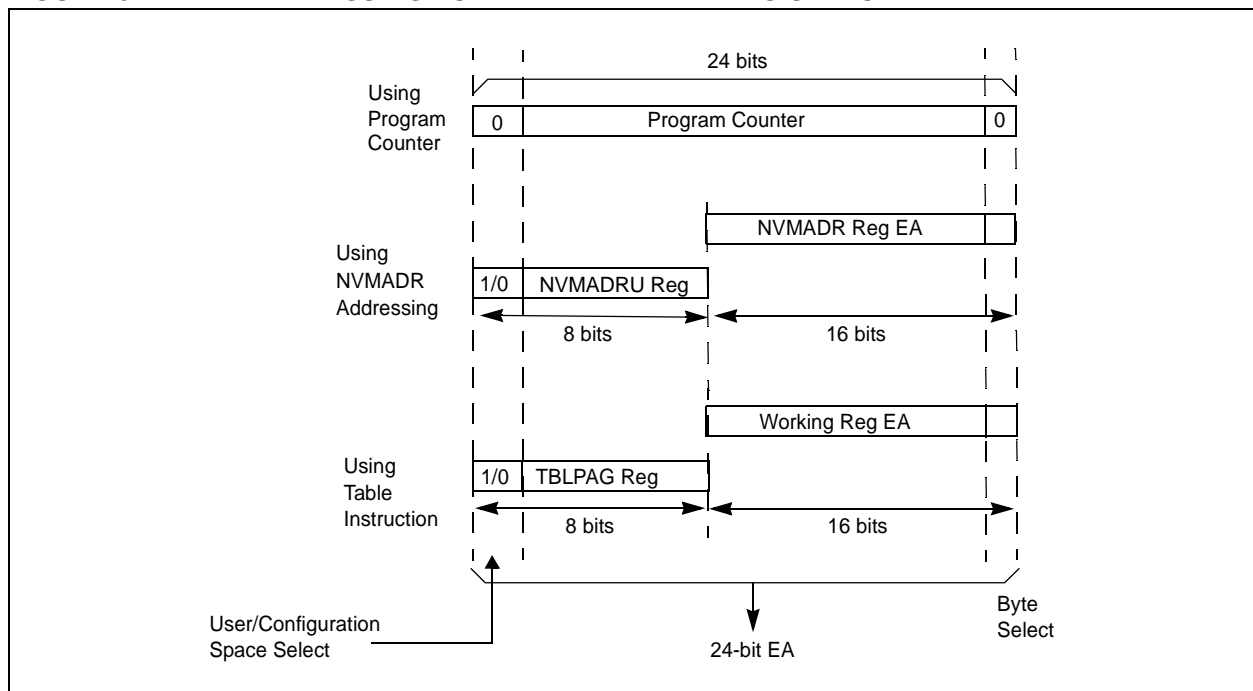 24 bits
Using
Program
Counter
0
Program Counter
0
NVMADR Reg EA
Using
NVMADR
Addressing
1/0
NVMADRU Reg
8 bits
16 bits
Working Reg EA
Using
Table
Instruction
1/0
TBLPAG Reg
8 bits
16 bits
User/Configuration
Space Select
24-bit EA
Byte
Select